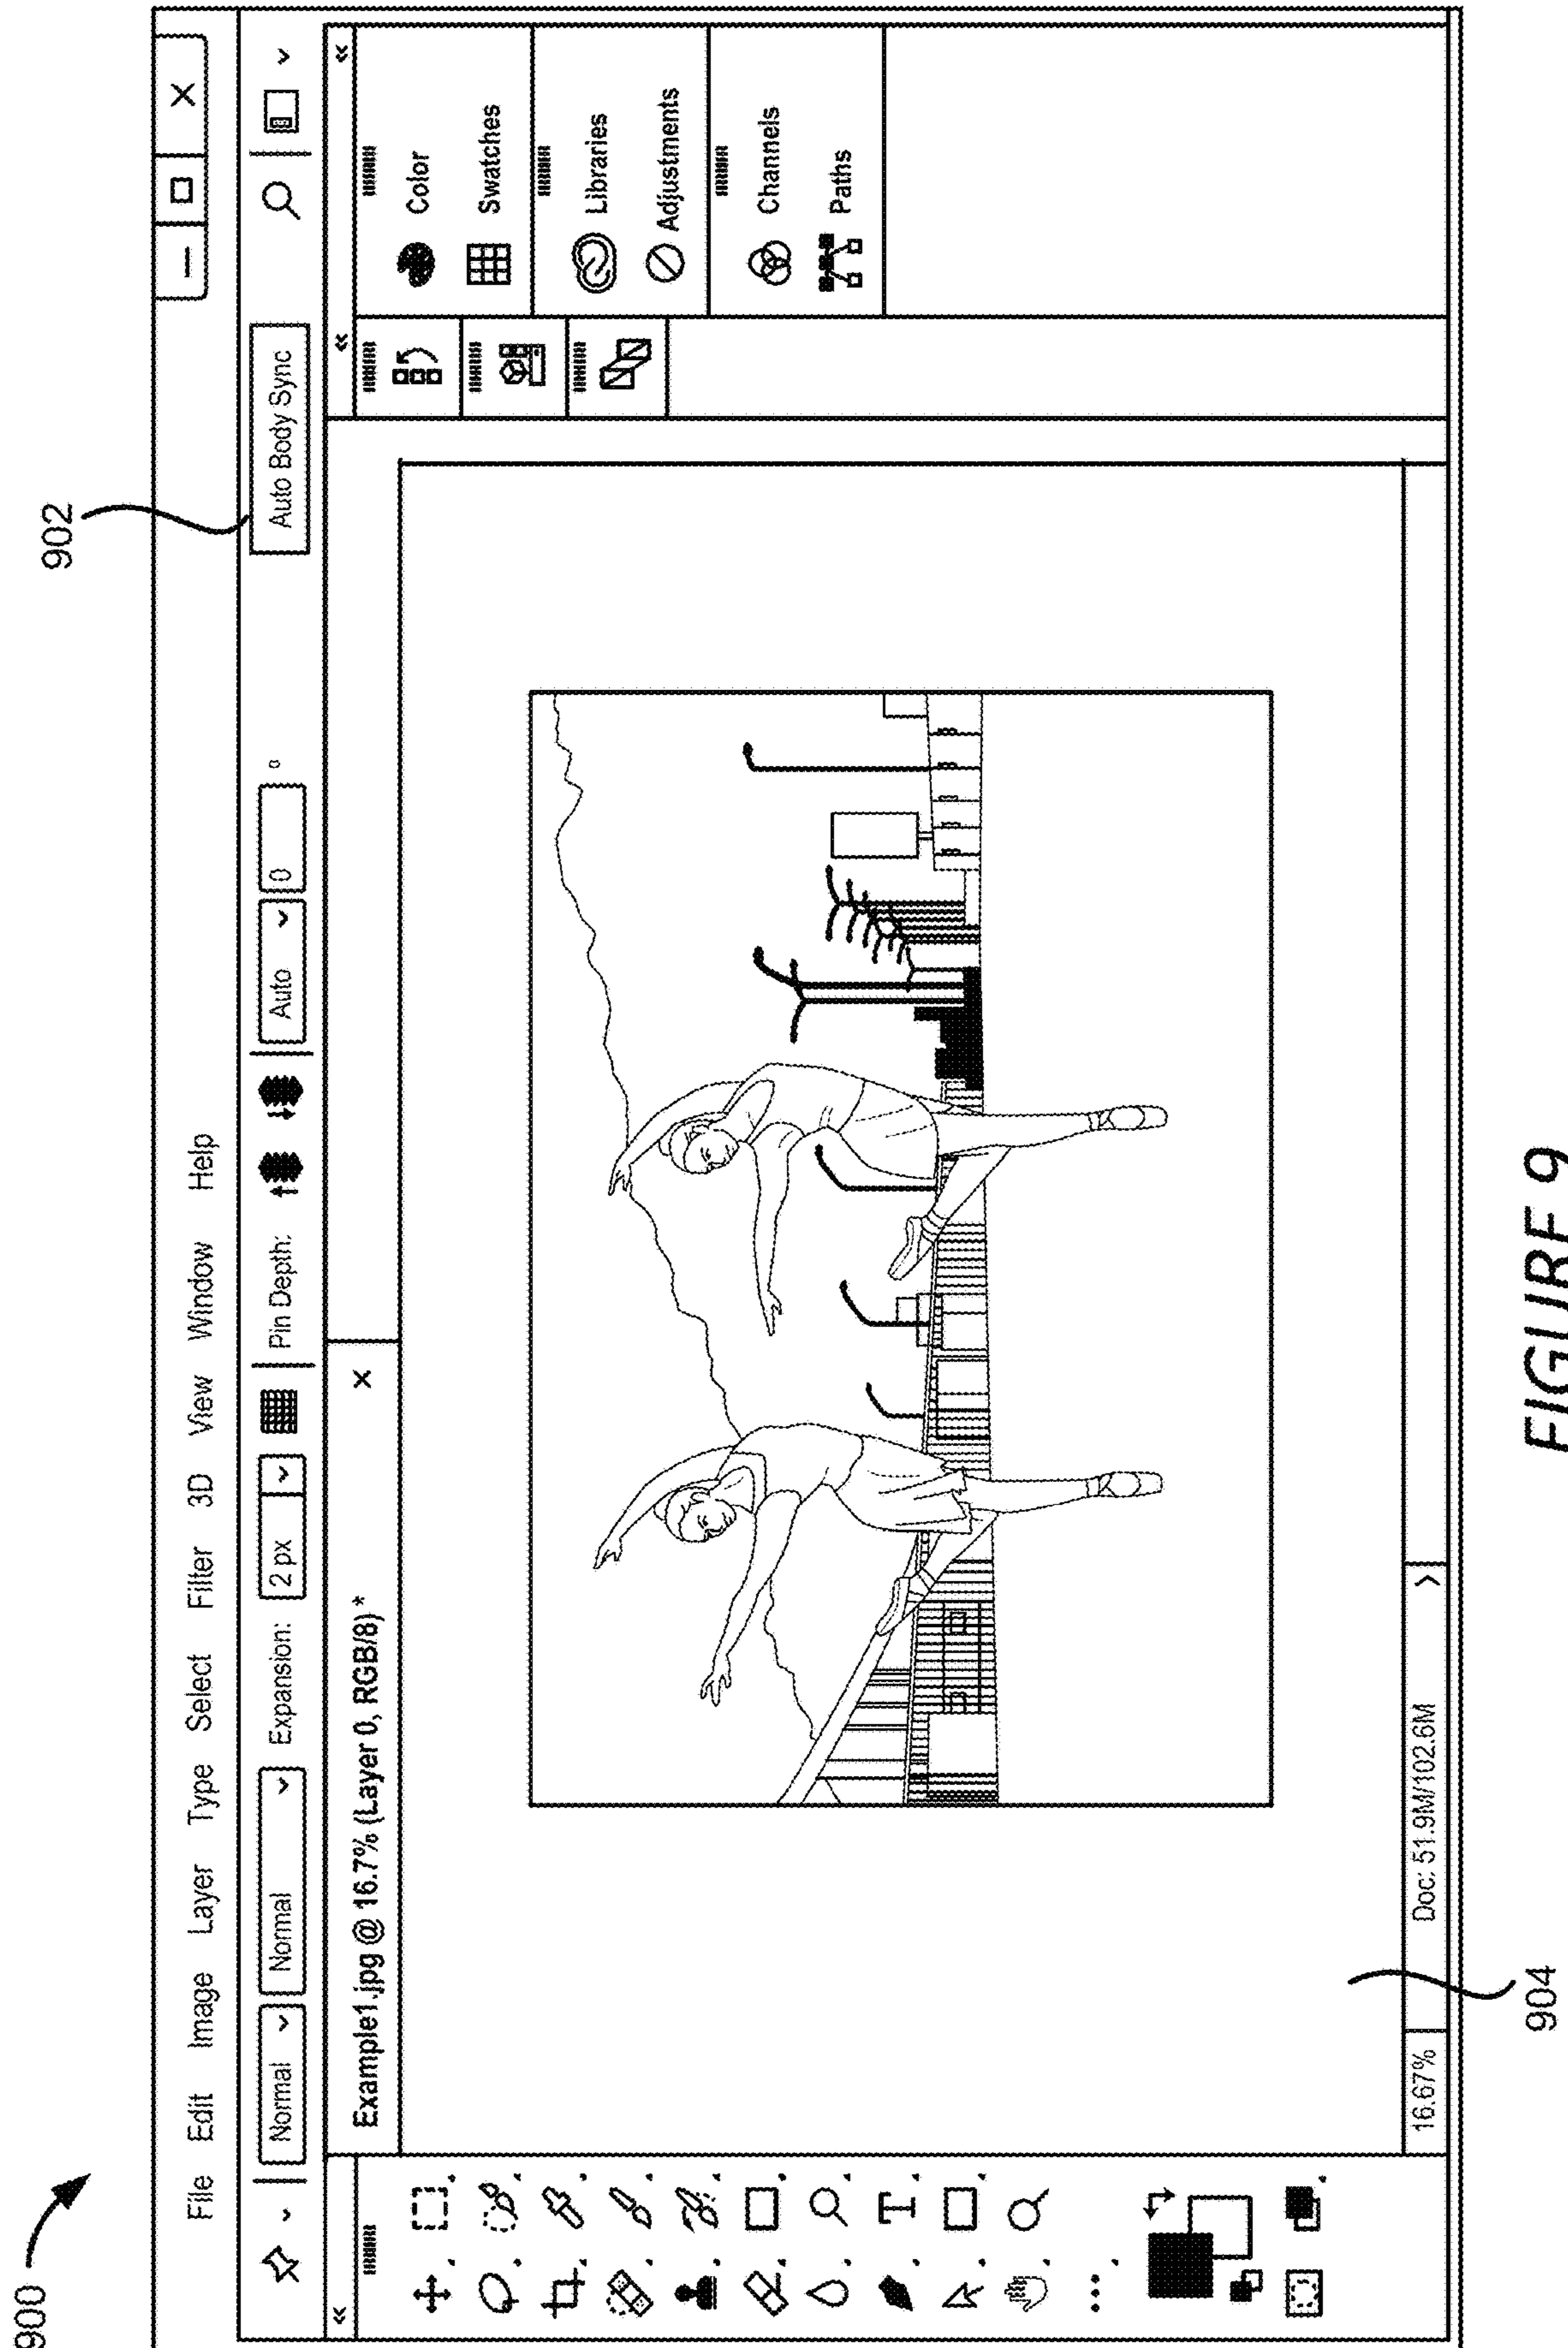 900
902
File Edit Image Layer Type Select Filter 3D View Window Help
Normal Normal Expansion: 2 px Pin Depth: Auto 0 ° Auto Body Sync
Example1.jpg @ 16.7% (Layer 0, RGB/8) *
Color
Swatches
Libraries
Adjustments
Channels
Paths
T
16.67% Doc: 51.9M/102.6M
904
FIGURE 9